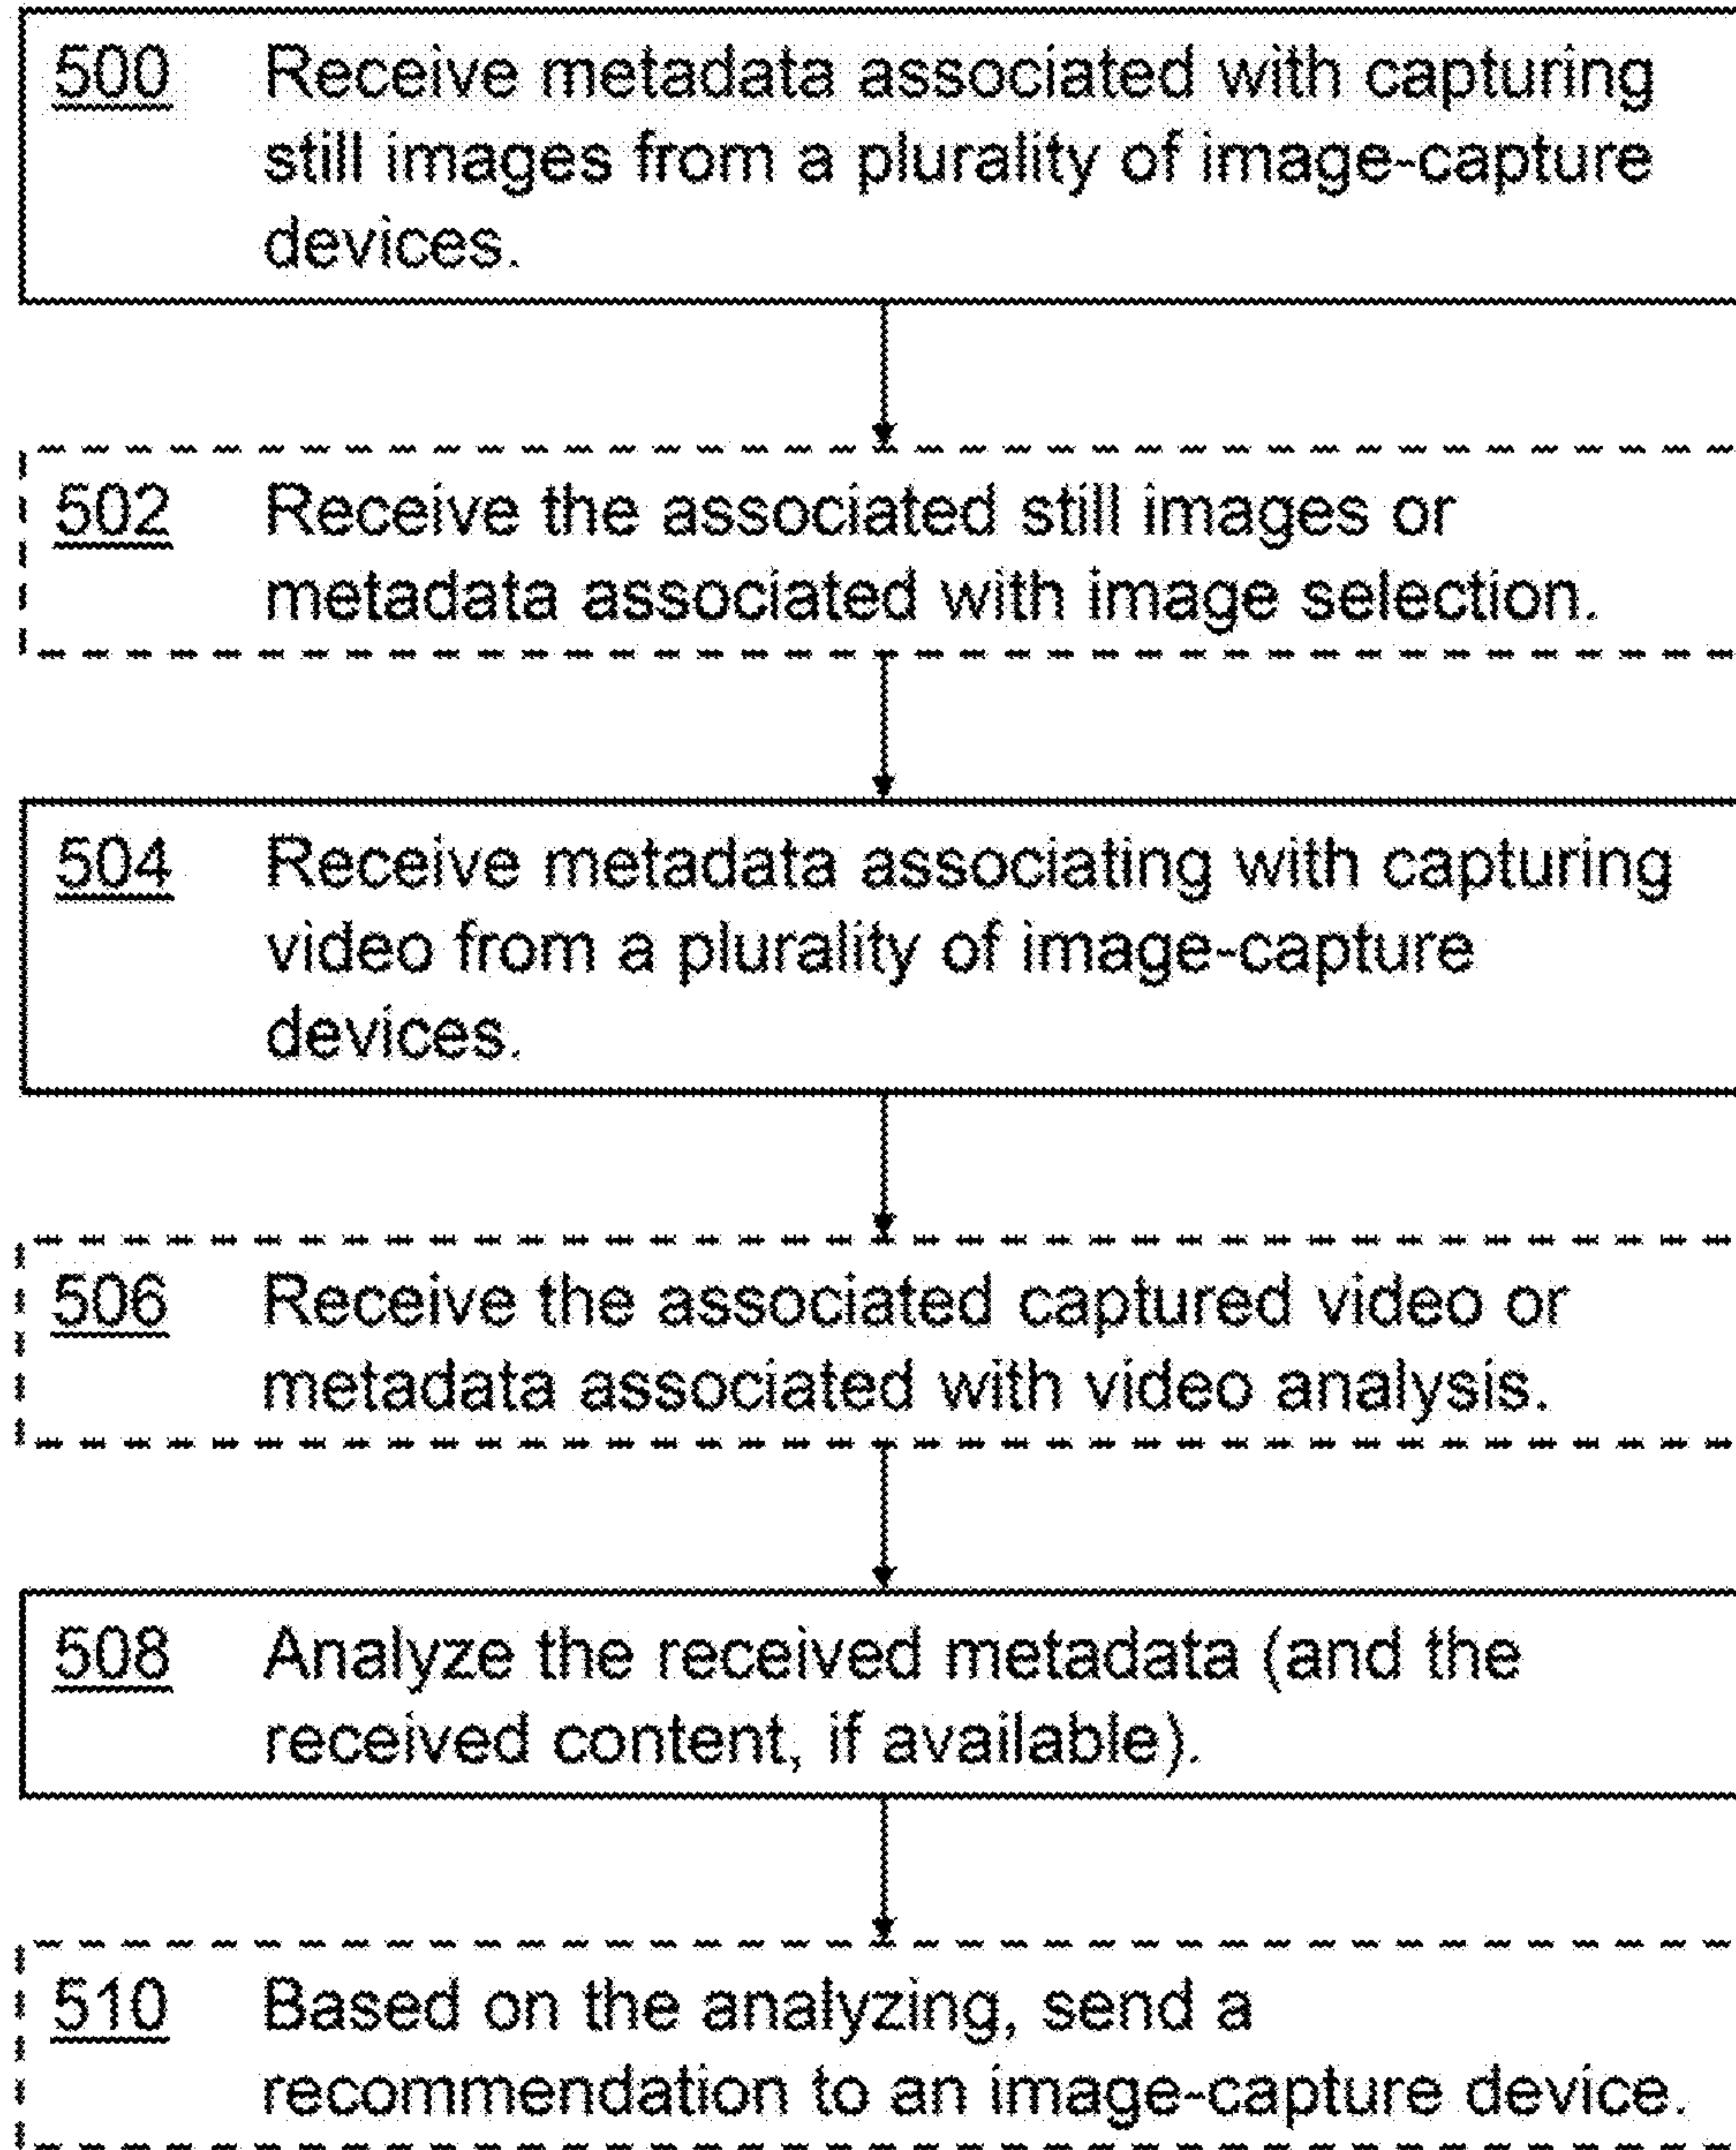 500 Receive metadata associated with capturing
still images from a plurality of image-capture
devices.
502 Receive the associated still images or
metadata associated with image selection.
504 Receive metadata associating with capturing
video from a plurality of image-capture
devices.
506 Receive the associated captured video or
metadata associated with video analysis.
508 Analyze the received metadata (and the
received content, if available).
510 Based on the analyzing, send a
recommendation to an image-capture device.